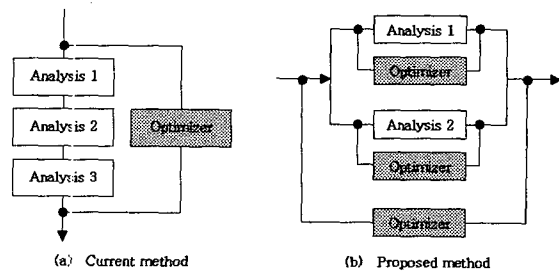 Analysis 1
Analysis 2
Analysis 3
Optimizer
(a) Current method
Analysis 1
Optimizer
Analysis 2
Optimizer
Optimizer
(b) Proposed method